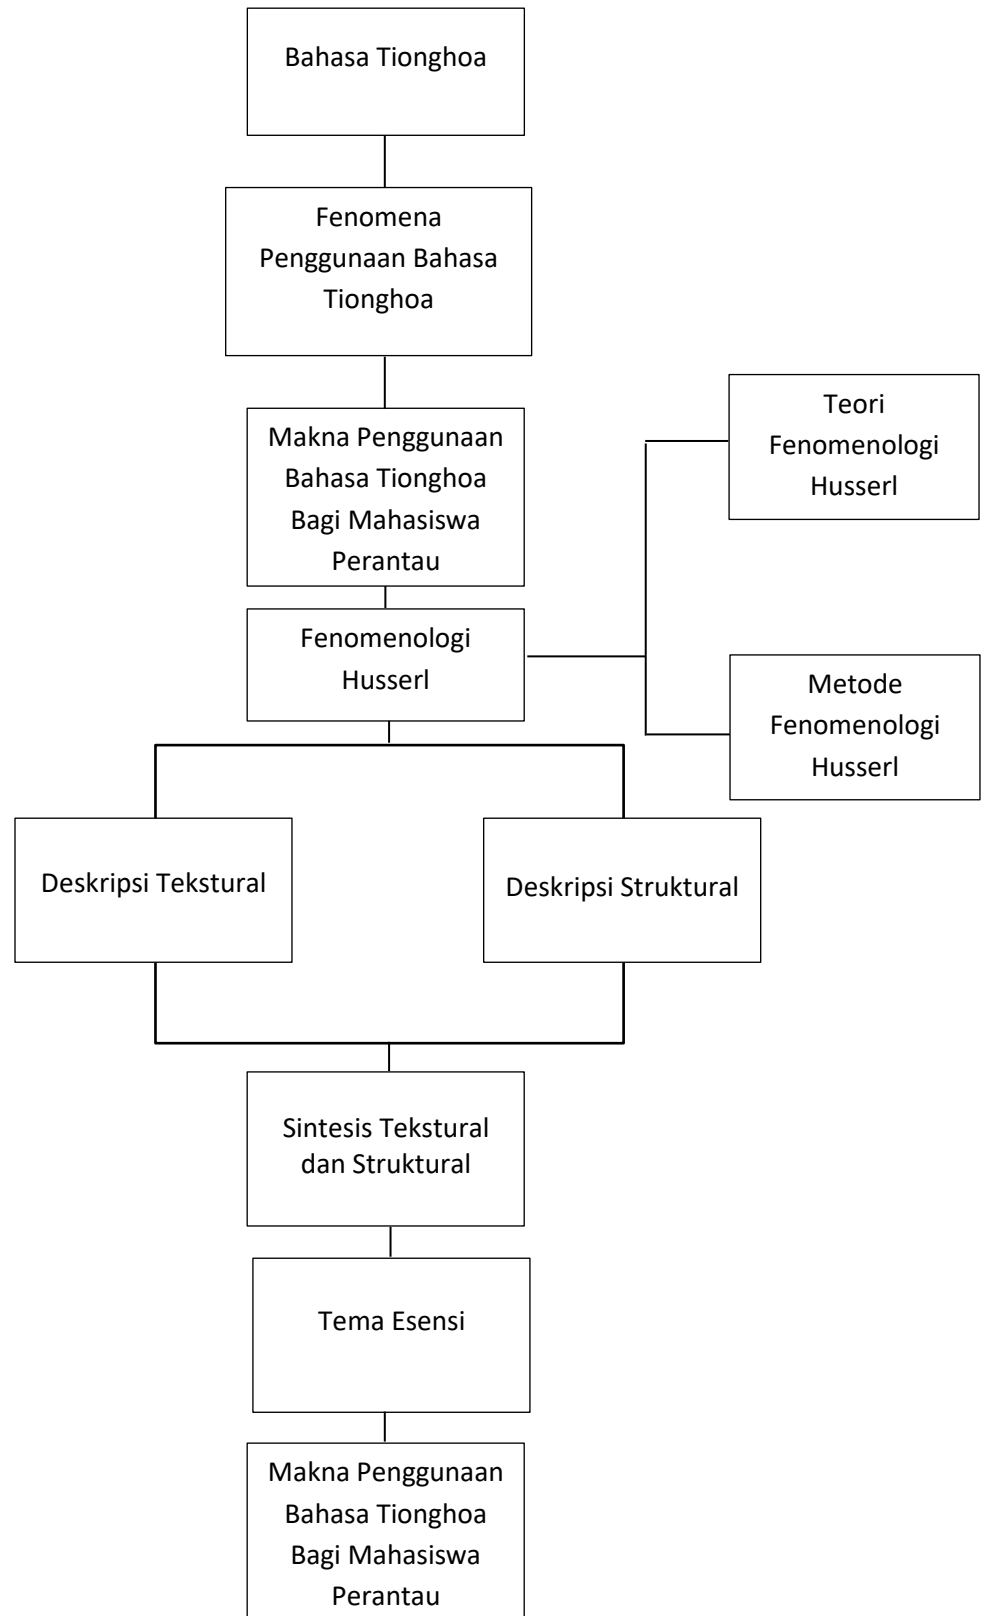 Bahasa Tionghoa
Fenomena
Penggunaan Bahasa
Tionghoa
Makna Penggunaan
Bahasa Tionghoa
Bagi Mahasiswa
Perantau
Teori
Fenomenologi
Husserl
Fenomenologi
Husserl
Metode
Fenomenologi
Husserl
Deskripsi Tekstural
Deskripsi Struktural
Sintesis Tekstural
dan Struktural
Tema Esensi
Makna Penggunaan
Bahasa Tionghoa
Bagi Mahasiswa
Perantau